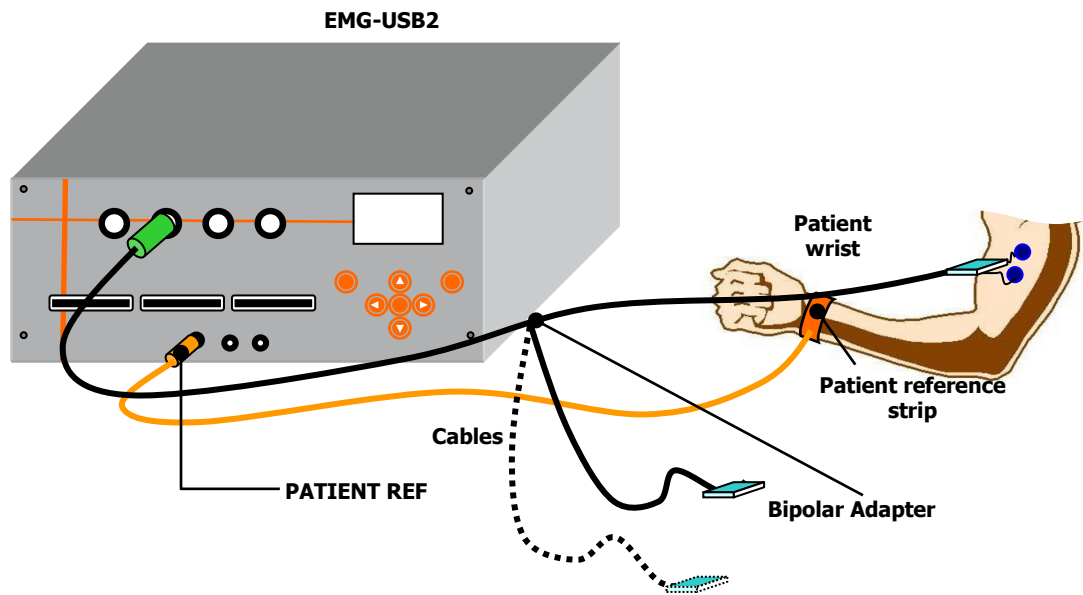 EMG-USB2
Patient
wrist
Patient reference
strip
Cables
PATIENT REF
Bipolar Adapter